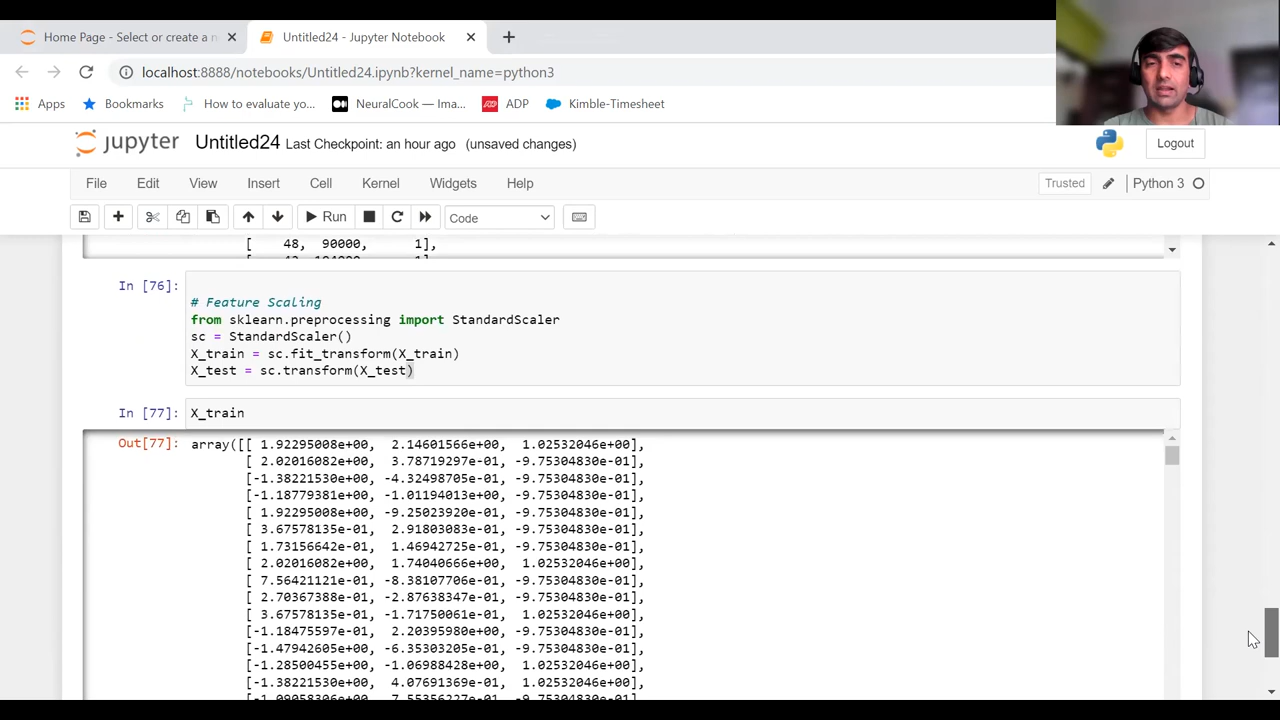 Home Page - Select or create a n
Untitled24 - Jupyter Notebook
localhost:8888/notebooks/Untitled24.ipynb?kernel_name=python3
Apps Bookmarks How to evaluate yo... NeuralCook — Ima... ADP Kimble-Timesheet
jupyter Untitled24 Last Checkpoint: an hour ago (unsaved changes) Logout
File Edit View Insert Cell Kernel Widgets Help Trusted Python 3
Run Code
[ 48, 90000, 1],
In [76]:
# Feature Scaling
from sklearn.preprocessing import StandardScaler
sc = StandardScaler()
X_train = sc.fit_transform(X_train)
X_test = sc.transform(X_test)
In [77]: X_train
Out[77]: array([[ 1.92295008e+00, 2.14601566e+00, 1.02532046e+00],
[ 2.02016082e+00, 3.78719297e-01, -9.75304830e-01],
[-1.38221530e+00, -4.32498705e-01, -9.75304830e-01],
[-1.18779381e+00, -1.01194013e+00, -9.75304830e-01],
[ 1.92295008e+00, -9.25023920e-01, -9.75304830e-01],
[ 3.67578135e-01, 2.91803083e-01, -9.75304830e-01],
[ 1.73156642e-01, 1.46942725e-01, -9.75304830e-01],
[ 2.02016082e+00, 1.74040666e+00, 1.02532046e+00],
[ 7.56421121e-01, -8.38107706e-01, -9.75304830e-01],
[ 2.70367388e-01, -2.87638347e-01, -9.75304830e-01],
[ 3.67578135e-01, -1.71750061e-01, 1.02532046e+00],
[-1.18475597e-01, 2.20395980e+00, -9.75304830e-01],
[-1.47942605e+00, -6.35303205e-01, -9.75304830e-01],
[-1.28500455e+00, -1.06988428e+00, 1.02532046e+00],
[-1.38221530e+00, 4.07691369e-01, 1.02532046e+00],
[-1.09058306e+00, 7.55356227e-01, -9.75304830e-01],